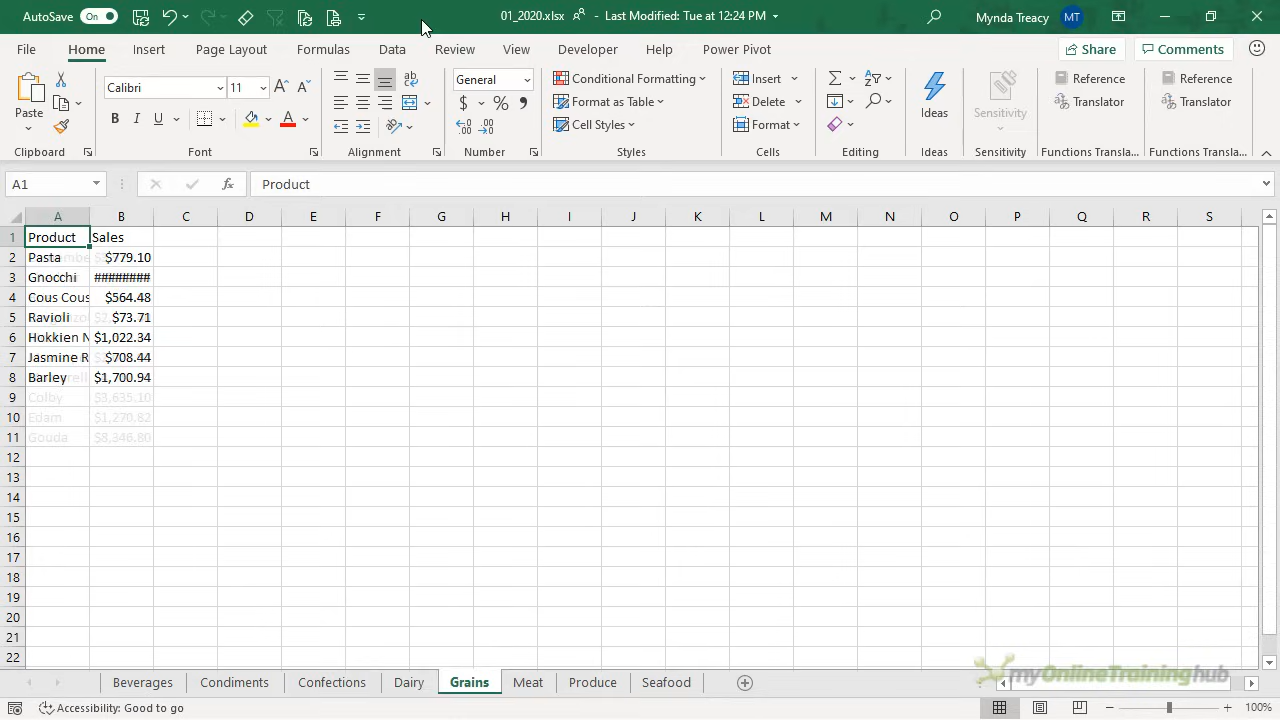 AutoSave On 01_2020.xlsx - Last Modified: Tue at 12:24 PM Mynda Treacy MT
File Home Insert Page Layout Formulas Data Review View Developer Help Power Pivot Share Comments
Paste Calibri 11 General Conditional Formatting Insert Reference Reference
Format as Table Delete Ideas Sensitivity Translator Translator
Cell Styles Format
Clipboard Font Alignment Number Styles Cells Editing Ideas Sensitivity Functions Transla... Functions Transla...
A1 fx Product
A B C D E F G H I J K L M N O P Q R S
1 Product Sales
2 Pasta $779.10
3 Gnocchi ########
4 Cous Cous $564.48
5 Ravioli $73.71
6 Hokkien N $1,022.34
7 Jasmine R $708.44
8 Barley $1,700.94
9 Colby $3,635.10
10 Edam $1,270.82
11 Gouda $8,346.80
12
13
14
15
16
17
18
19
20
21
22
Beverages Condiments Confections Dairy Grains Meat Produce Seafood
myOnlineTraininghub
Accessibility: Good to go 100%